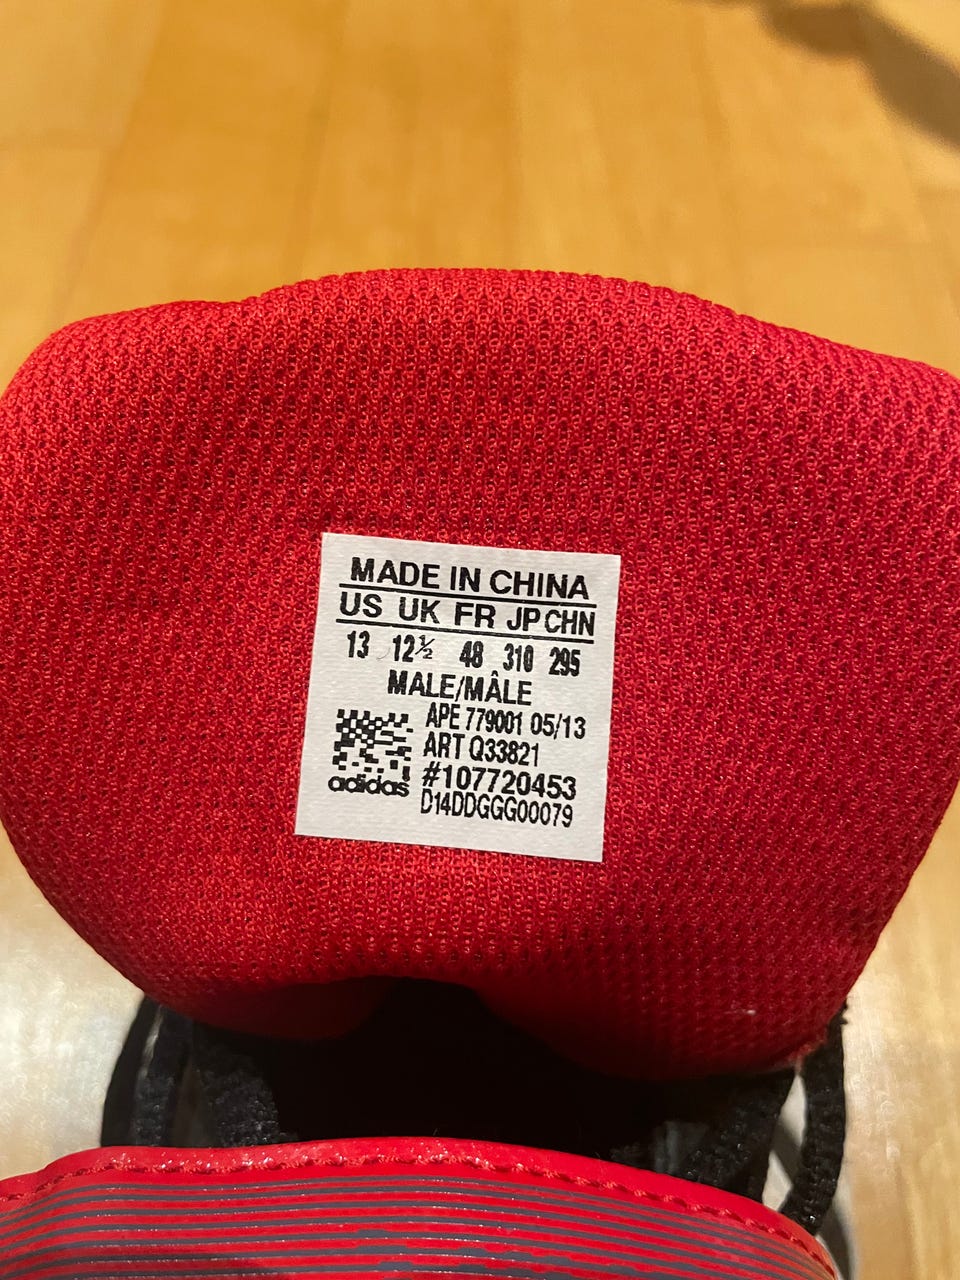 MADE IN CHINA
US UK FR JP CHN
13 12½ 48 310 295
MALE/MÂLE
APE 779001 05/13
ART Q33821
#107720453
adidas
D14DDGGG00079